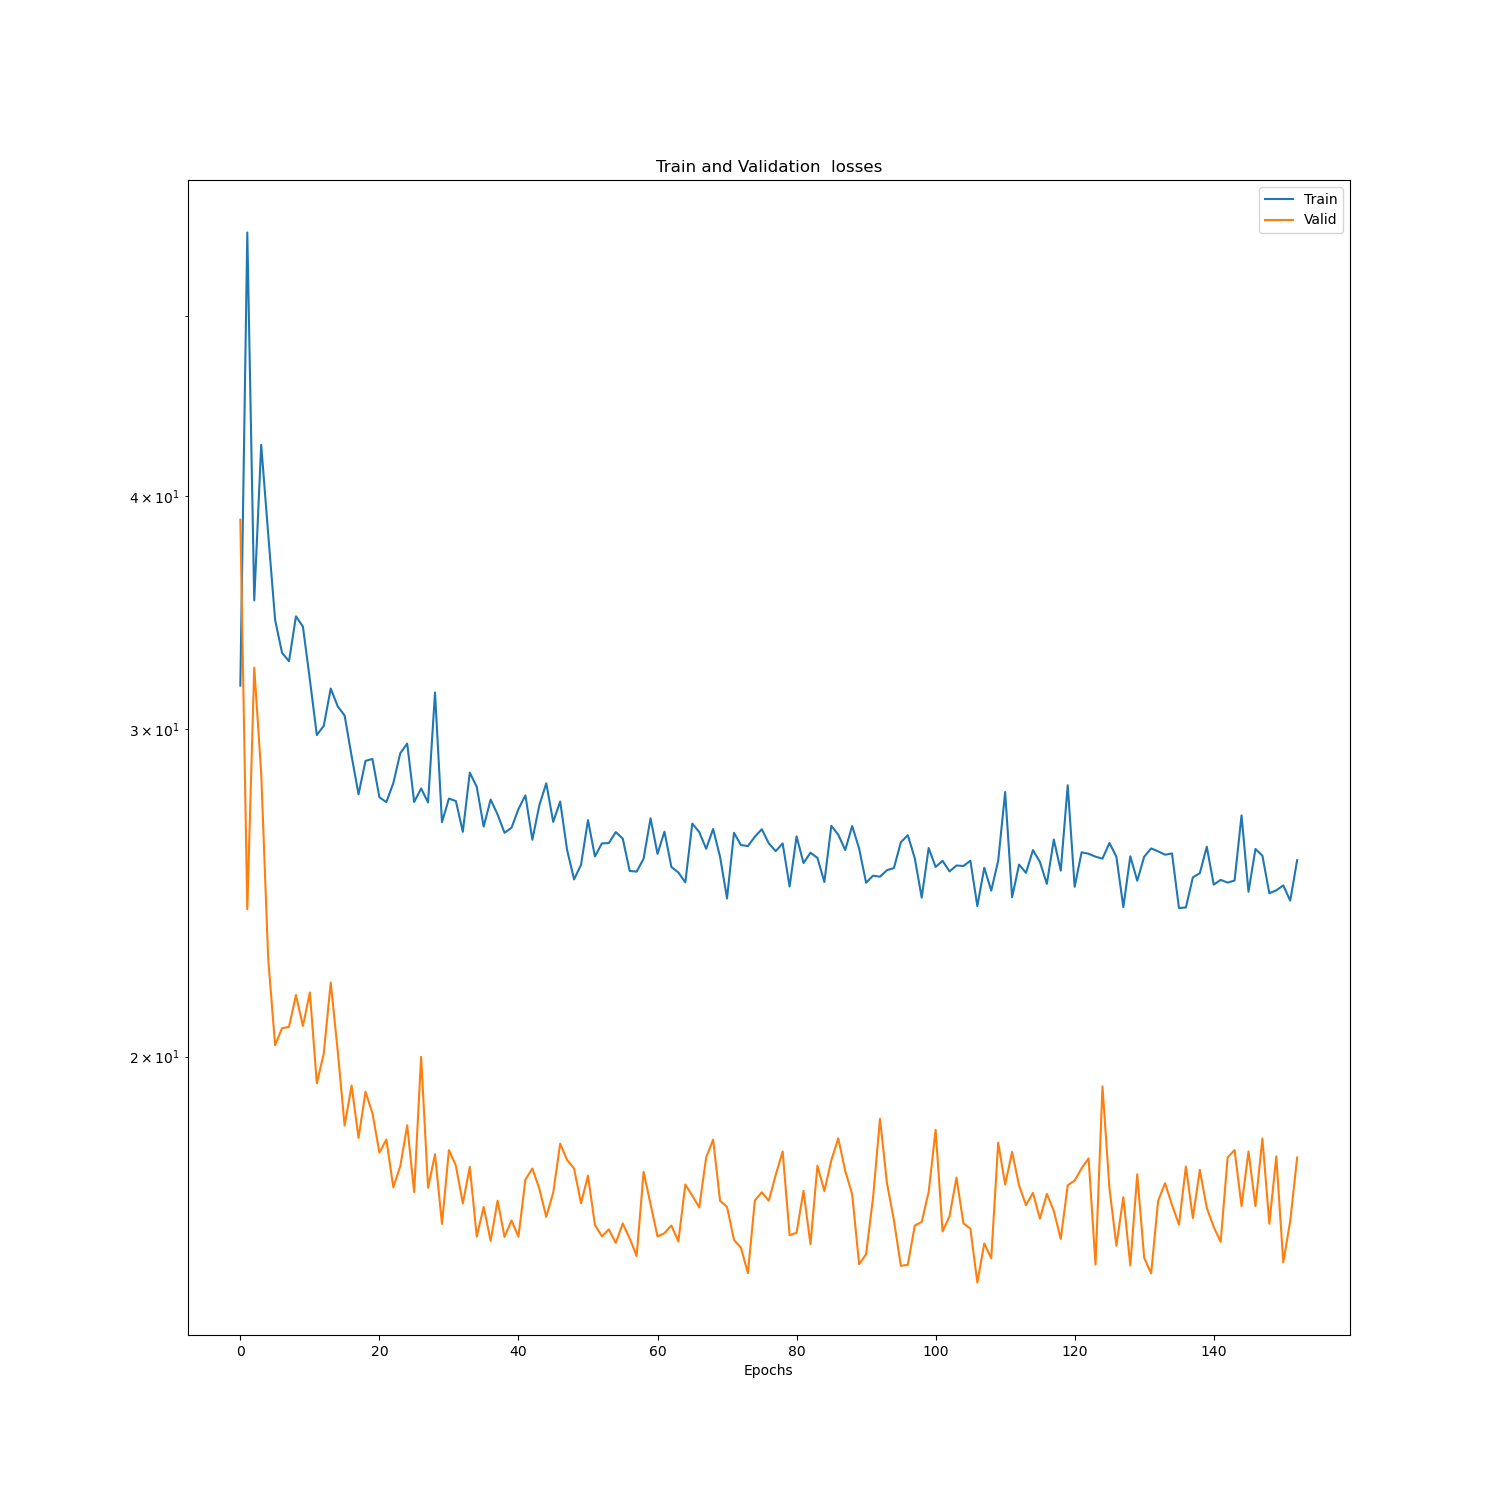 Train and Validation  losses
Train
Valid
4 × 10¹
3 × 10¹
2 × 10¹
0 20 40 60 80 100 120 140
Epochs